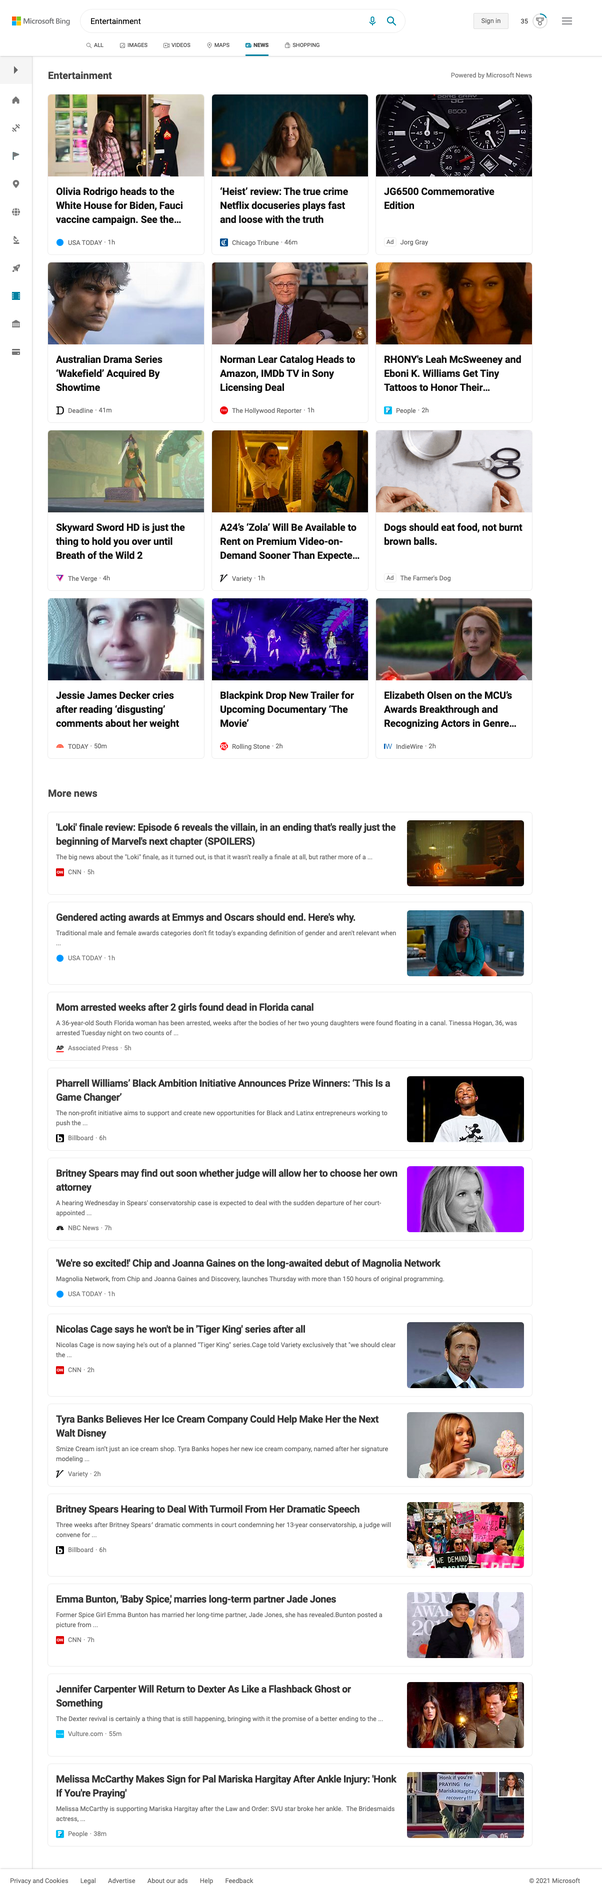 Microsoft Bing
Entertainment
Sign in
35
ALL
IMAGES
VIDEOS
MAPS
NEWS
SHOPPING
Entertainment
Powered by Microsoft News
Olivia Rodrigo heads to the
White House for Biden, Fauci
vaccine campaign. See the...
USA TODAY · 1h
'Heist' review: The true crime
Netflix docuseries plays fast
and loose with the truth
Chicago Tribune · 46m
JG6500 Commemorative
Edition
Ad Jorg Gray
Australian Drama Series
'Wakefield' Acquired By
Showtime
Deadline · 41m
Norman Lear Catalog Heads to
Amazon, IMDb TV in Sony
Licensing Deal
The Hollywood Reporter · 1h
RHONY's Leah McSweeney and
Eboni K. Williams Get Tiny
Tattoos to Honor Their...
People · 2h
Skyward Sword HD is just the
thing to hold you over until
Breath of the Wild 2
The Verge · 4h
A24's 'Zola' Will Be Available to
Rent on Premium Video-on-
Demand Sooner Than Expecte...
Variety · 1h
Dogs should eat food, not burnt
brown balls.
Ad The Farmer's Dog
Jessie James Decker cries
after reading 'disgusting'
comments about her weight
TODAY · 50m
Blackpink Drop New Trailer for
Upcoming Documentary 'The
Movie'
Rolling Stone · 2h
Elizabeth Olsen on the MCU's
Awards Breakthrough and
Recognizing Actors in Genre...
IndieWire · 2h
More news
'Loki' finale review: Episode 6 reveals the villain, in an ending that's really just the
beginning of Marvel's next chapter (SPOILERS)
The big news about the "Loki" finale, as it turned out, is that it wasn't really a finale at all, but rather more of a ...
CNN · 5h
Gendered acting awards at Emmys and Oscars should end. Here's why.
Traditional male and female awards categories don't fit today's expanding definition of gender and aren't relevant when
...
USA TODAY · 1h
Mom arrested weeks after 2 girls found dead in Florida canal
A 36-year-old South Florida woman has been arrested, weeks after the bodies of her two young daughters were found floating in a canal. Tinessa Hogan, 36, was
arrested Tuesday night on two counts of ...
Associated Press · 5h
Pharrell Williams' Black Ambition Initiative Announces Prize Winners: 'This Is a
Game Changer'
The non-profit initiative aims to support and create new opportunities for Black and Latinx entrepreneurs working to
push the ...
Billboard · 6h
Britney Spears may find out soon whether judge will allow her to choose her own
attorney
A hearing Wednesday in Spears' conservatorship case is expected to deal with the sudden departure of her court-
appointed ...
NBC News · 7h
'We're so excited!' Chip and Joanna Gaines on the long-awaited debut of Magnolia Network
Magnolia Network, from Chip and Joanna Gaines and Discovery, launches Thursday with more than 150 hours of original programming.
USA TODAY · 1h
Nicolas Cage says he won't be in 'Tiger King' series after all
Nicolas Cage is now saying he's out of a planned "Tiger King" series.Cage told Variety exclusively that "we should clear
the ...
CNN · 2h
Tyra Banks Believes Her Ice Cream Company Could Help Make Her the Next
Walt Disney
Smize Cream isn't just an ice cream shop. Tyra Banks hopes her new ice cream company, named after her signature
modeling ...
Variety · 2h
Britney Spears Hearing to Deal With Turmoil From Her Dramatic Speech
Three weeks after Britney Spears' dramatic comments in court condemning her 13-year conservatorship, a judge will
convene for ...
Billboard · 6h
WE DEMAND
FREE
Emma Bunton, 'Baby Spice,' marries long-term partner Jade Jones
Former Spice Girl Emma Bunton has married her long-time partner, Jade Jones, she has revealed.Bunton posted a
picture from ...
CNN · 7h
Jennifer Carpenter Will Return to Dexter As Like a Flashback Ghost or
Something
The Dexter revival is certainly a thing that is still happening, bringing with it the promise of a better ending to the ...
Vulture.com · 55m
Melissa McCarthy Makes Sign for Pal Mariska Hargitay After Ankle Injury: 'Honk
If You're Praying'
Melissa McCarthy is supporting Mariska Hargitay after the Law and Order: SVU star broke her ankle. The Bridesmaids
actress, ...
People · 38m
Honk if you're
PRAYING for
Mariska Hargitay's
recovery!!!
Privacy and Cookies
Legal
Advertise
About our ads
Help
Feedback
© 2021 Microsoft